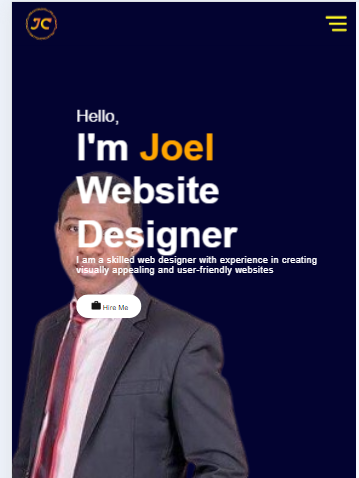 JC
Hello,
I'm Joel
Website
Designer
I am a skilled web designer with experience in creating
visually appealing and user-friendly websites
Hire Me